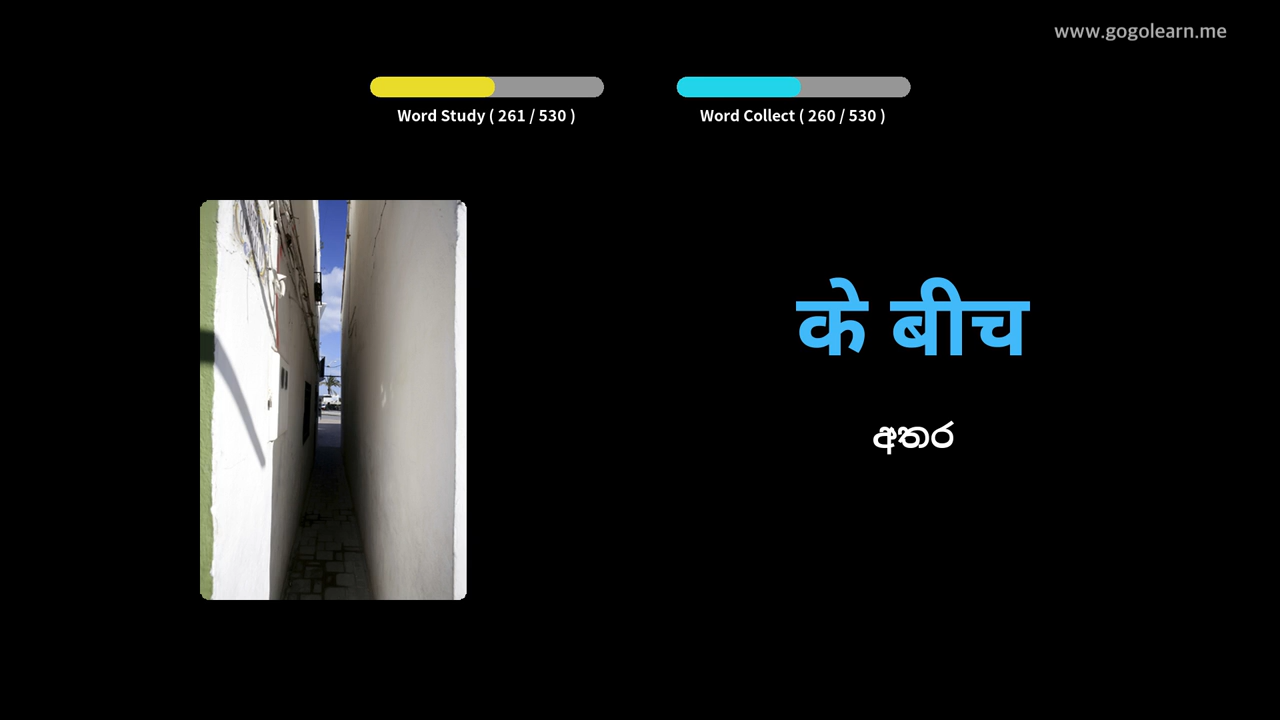 www.gogolearn.me
Word Study ( 261 / 530 )
Word Collect ( 260 / 530 )
के बीच
අතර